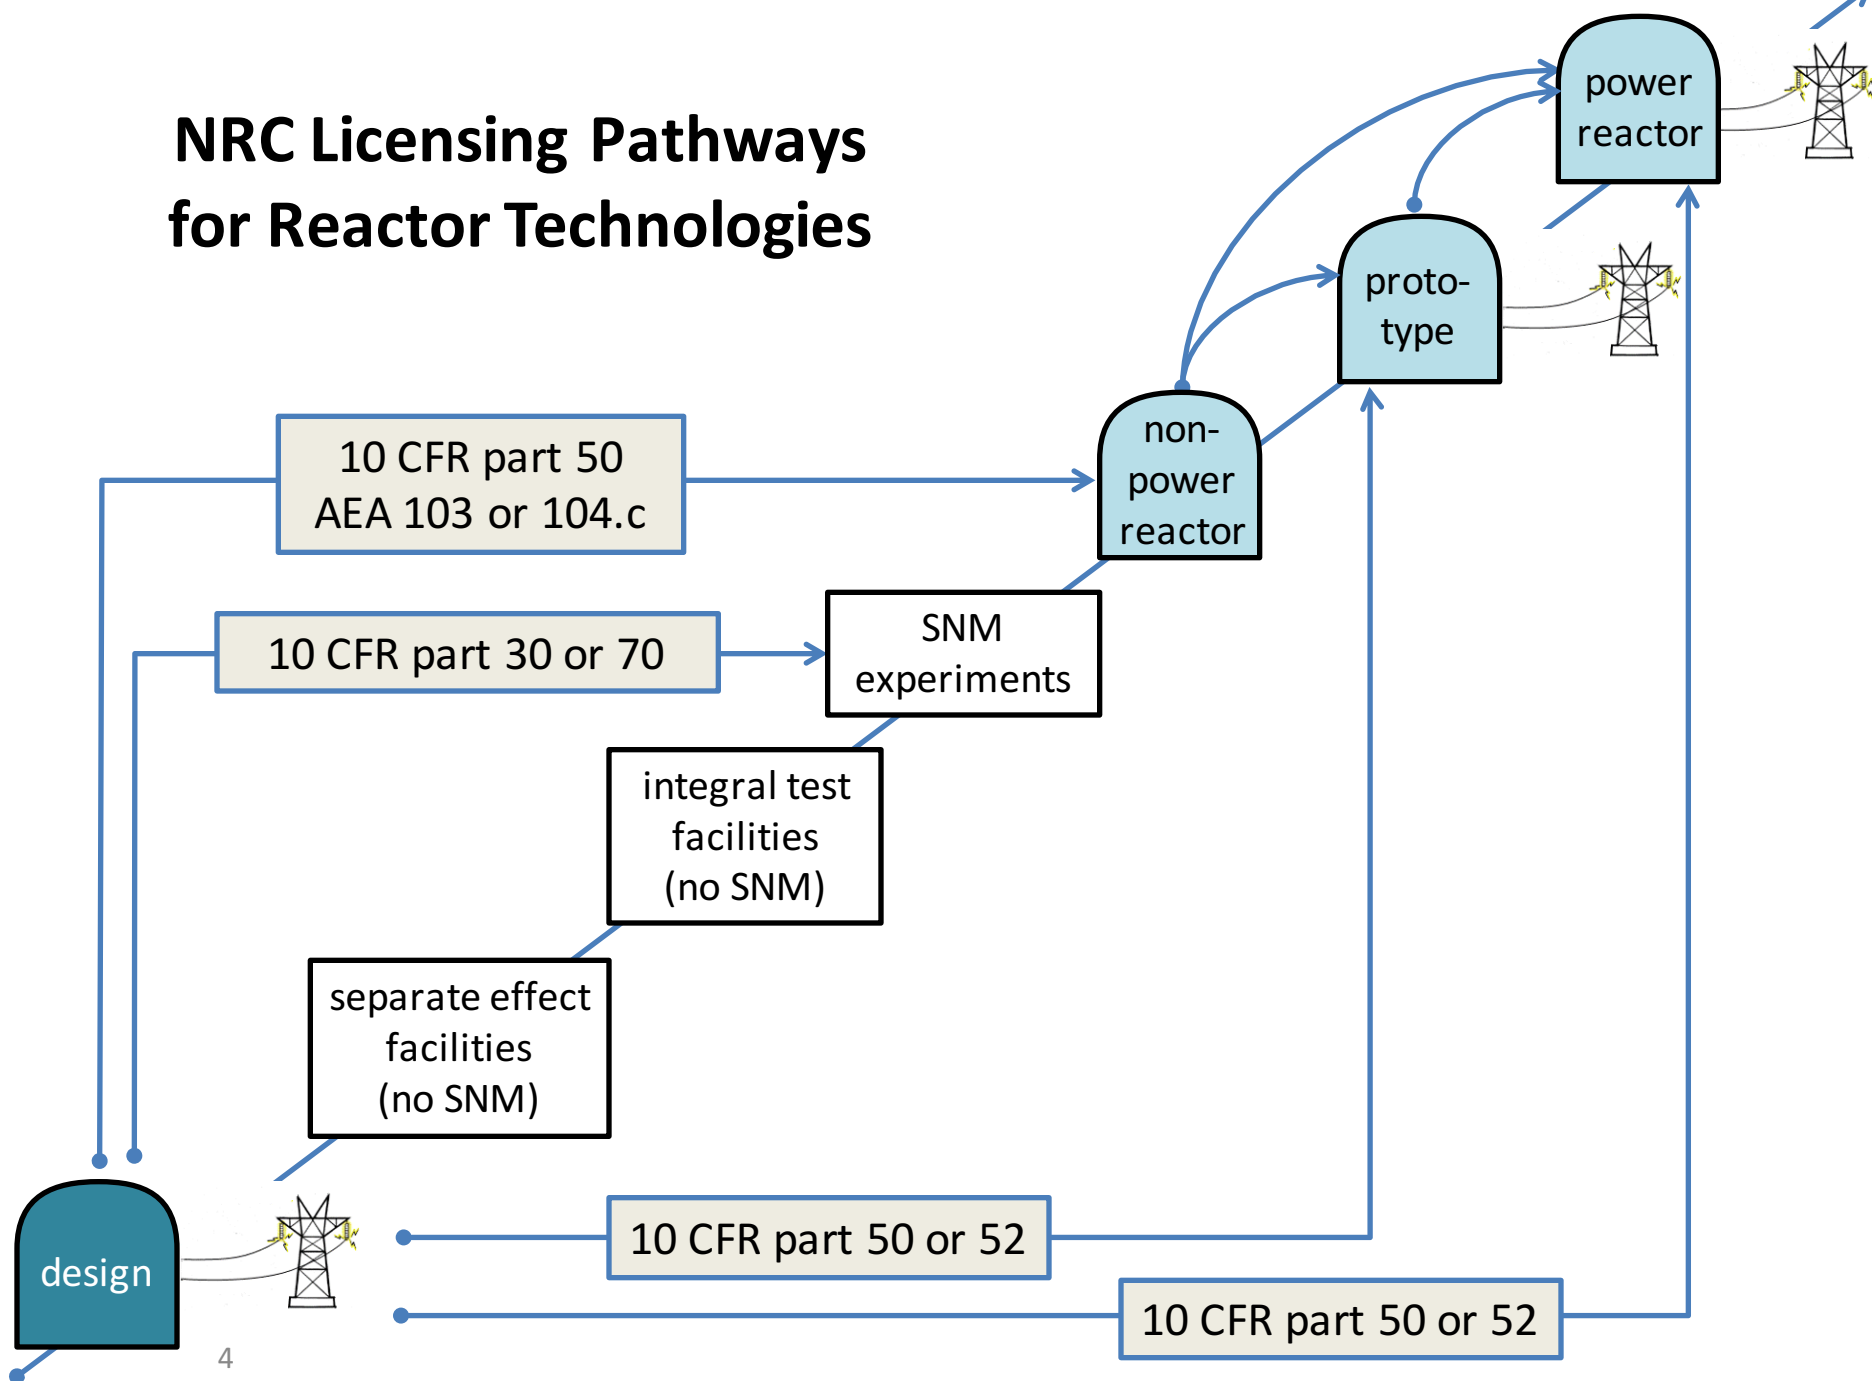 NRC Licensing Pathways
for Reactor Technologies
power
reactor
proto-
type
non-
power
reactor
10 CFR part 50
AEA 103 or 104.c
10 CFR part 30 or 70
SNM
experiments
integral test
facilities
(no SNM)
separate effect
facilities
(no SNM)
design
10 CFR part 50 or 52
10 CFR part 50 or 52
4